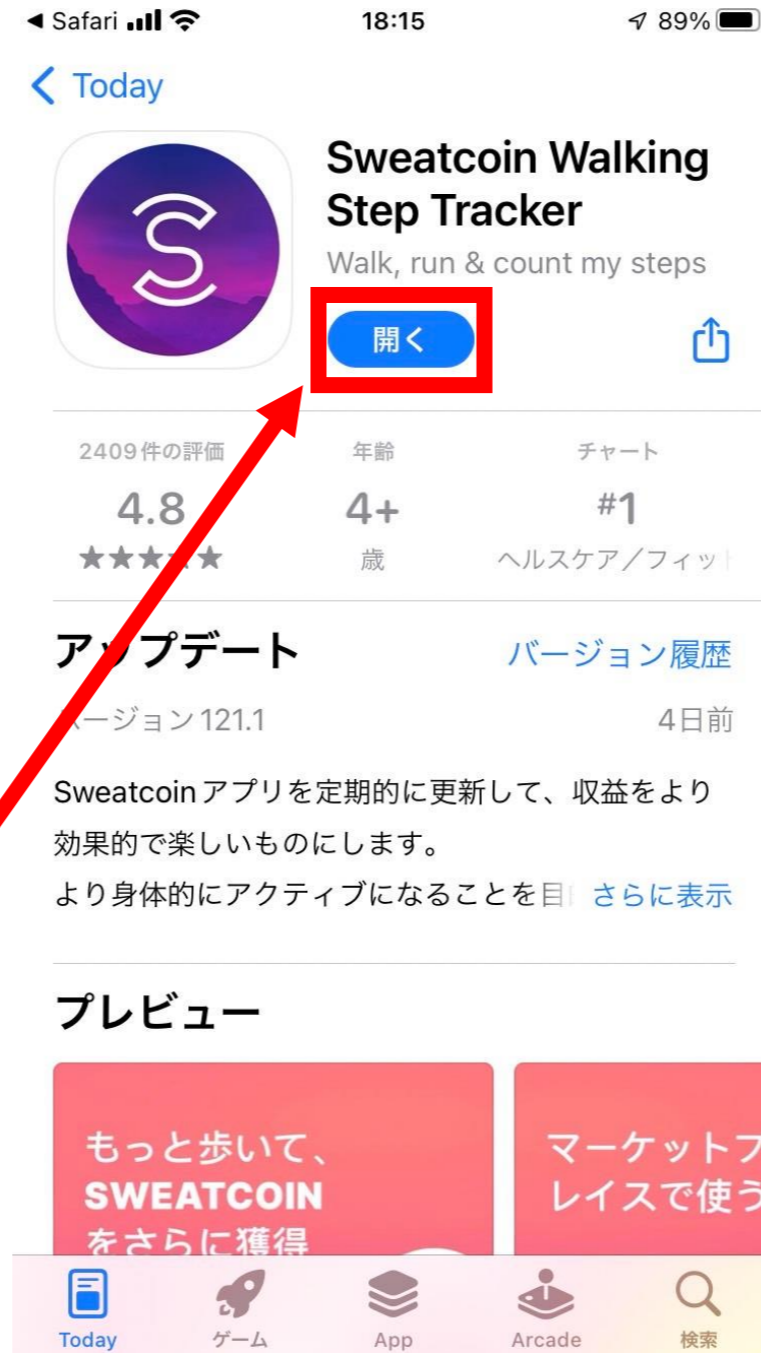 Safari
18:15
89%
Today
Sweatcoin Walking
Step Tracker
Walk, run & count my steps
開く
2409件の評価
年齢
チャート
4.8
4+
#1
★★★★★
歳
ヘルスケア/フィット
アップデート
バージョン履歴
バージョン 121.1
4日前
Sweatcoinアプリを定期的に更新して、収益をより
効果的で楽しいものにします。
より身体的にアクティブになることを目
さらに表示
プレビュー
もっと歩いて、
SWEATCOIN
をさらに獲得
マーケットプ
レイスで使う
Today
ゲーム
App
Arcade
検索